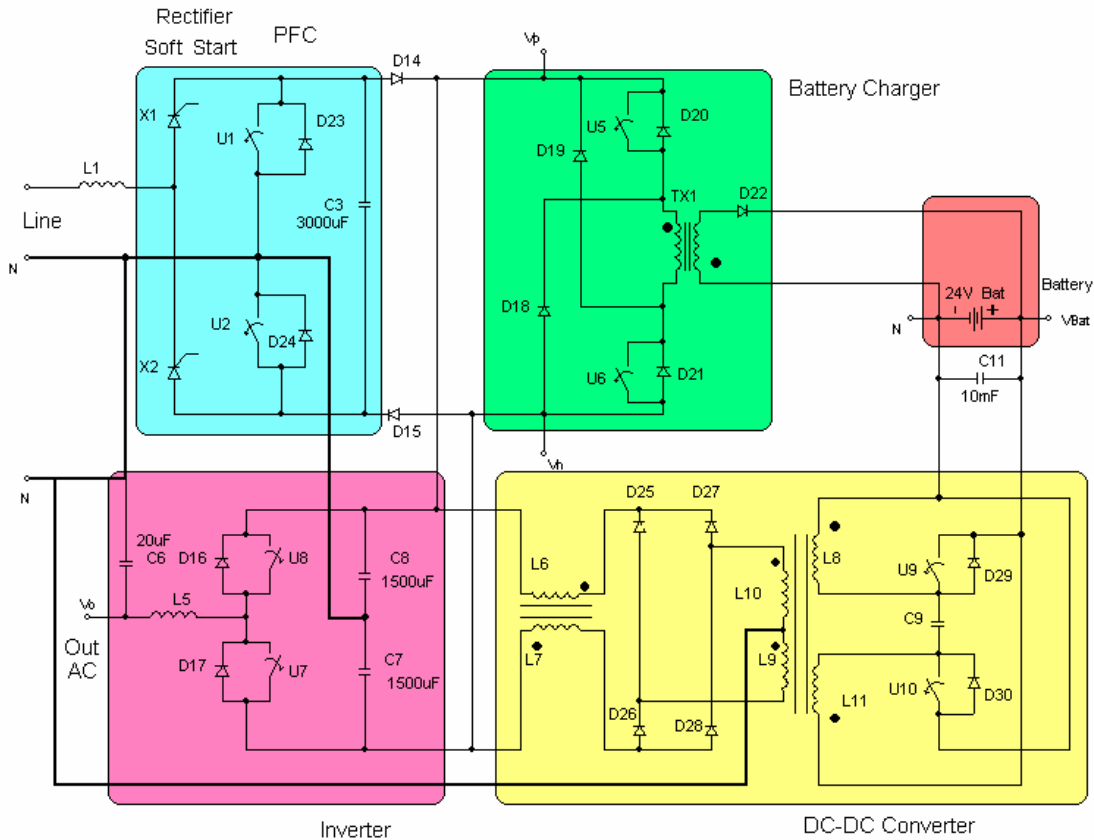 Rectifier
Soft Start
PFC
D14
Vp
Battery Charger
X1
U1
D23
U5
D20
L1
D19
TX1
D22
Line
C3
3000uF
N
D18
24V
Bat
- +
Battery
N
VBat
U2
D24
X2
U6
D21
C11
10mF
D15
Vn
N
D25
D27
20uF
C6
D16
U8
C8
1500uF
L6
L8
U9
D29
L10
Vo
L5
C9
Out
AC
D17
U7
C7
1500uF
L7
L9
L11
U10
D30
D26
D28
Inverter
DC-DC Converter